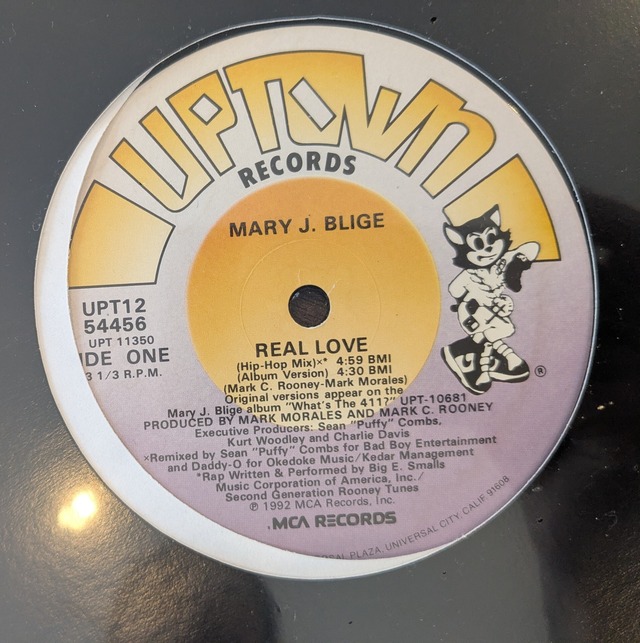 UPTOWN
RECORDS
MARY J. BLIGE
UPT12
54456
UPT 11350
IDE ONE
3 1/3 R.P.M.
REAL LOVE
(Hip-Hop Mix)×* 4:59 BMI
(Album Version) 4:30 BMI
(Mark C. Rooney-Mark Morales)
Original versions appear on the
Mary J. Blige album "What's The 411?" UPT-10681
PRODUCED BY MARK MORALES AND MARK C. ROONEY
Executive Producers: Sean "Puffy" Combs,
Kurt Woodley and Charlie Davis
×Remixed by Sean "Puffy" Combs for Bad Boy Entertainment
and Daddy-O for Okedoke Music/Kedar Management
*Rap Written & Performed by Big E. Smalls
Music Corporation of America, Inc./
Second Generation Rooney Tunes
℗ 1992 MCA Records, Inc.
MCA RECORDS
PLAZA, UNIVERSAL CITY, CALIF 91608
®